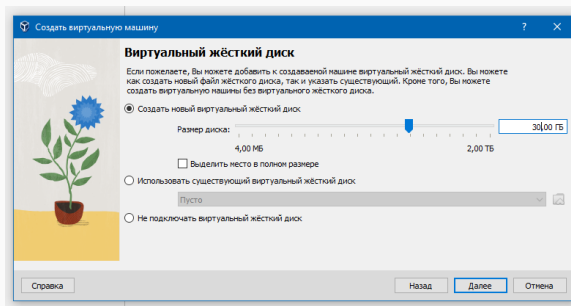 Создать виртуальную машину
Виртуальный жёсткий диск
Если пожелаете, Вы можете добавить к создаваемой машине виртуальный жёсткий диск. Вы можете
как создать новый файл жёсткого диска, так и указать существующий. Кроме того, Вы можете
создать виртуальную машины без виртуального жёсткого диска.
Создать новый виртуальный жёсткий диск
Размер диска:
30,00 ГБ
4,00 МБ
2,00 ТБ
Выделить место в полном размере
Использовать существующий виртуальный жёсткий диск
Пусто
Не подключать виртуальный жёсткий диск
Справка
Назад
Далее
Отмена